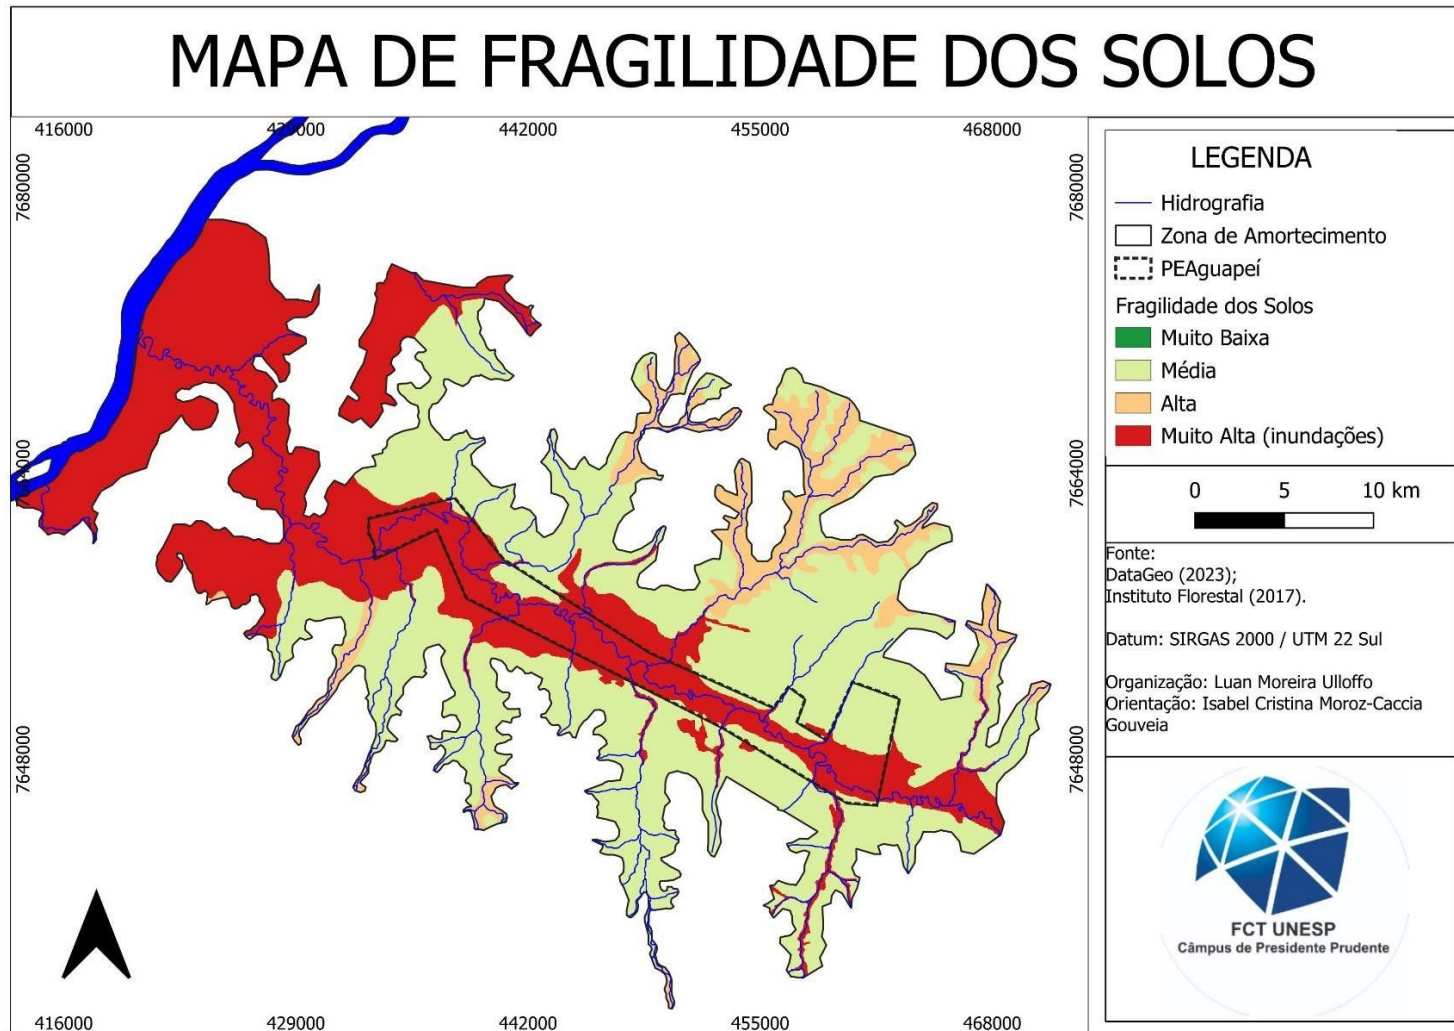 MAPA DE FRAGILIDADE DOS SOLOS
416000 429000 442000 455000 468000
7680000
7680000
7664000
7664000
7648000
7648000
416000 429000 442000 455000 468000
LEGENDA
Hidrografia
Zona de Amortecimento
PEAguapeí
Fragilidade dos Solos
Muito Baixa
Média
Alta
Muito Alta (inundações)
0 5 10 km
Fonte:
DataGeo (2023);
Instituto Florestal (2017).
Datum: SIRGAS 2000 / UTM 22 Sul
Organização: Luan Moreira Ulloffo
Orientação: Isabel Cristina Moroz-Caccia
Gouveia
FCT UNESP
Câmpus de Presidente Prudente